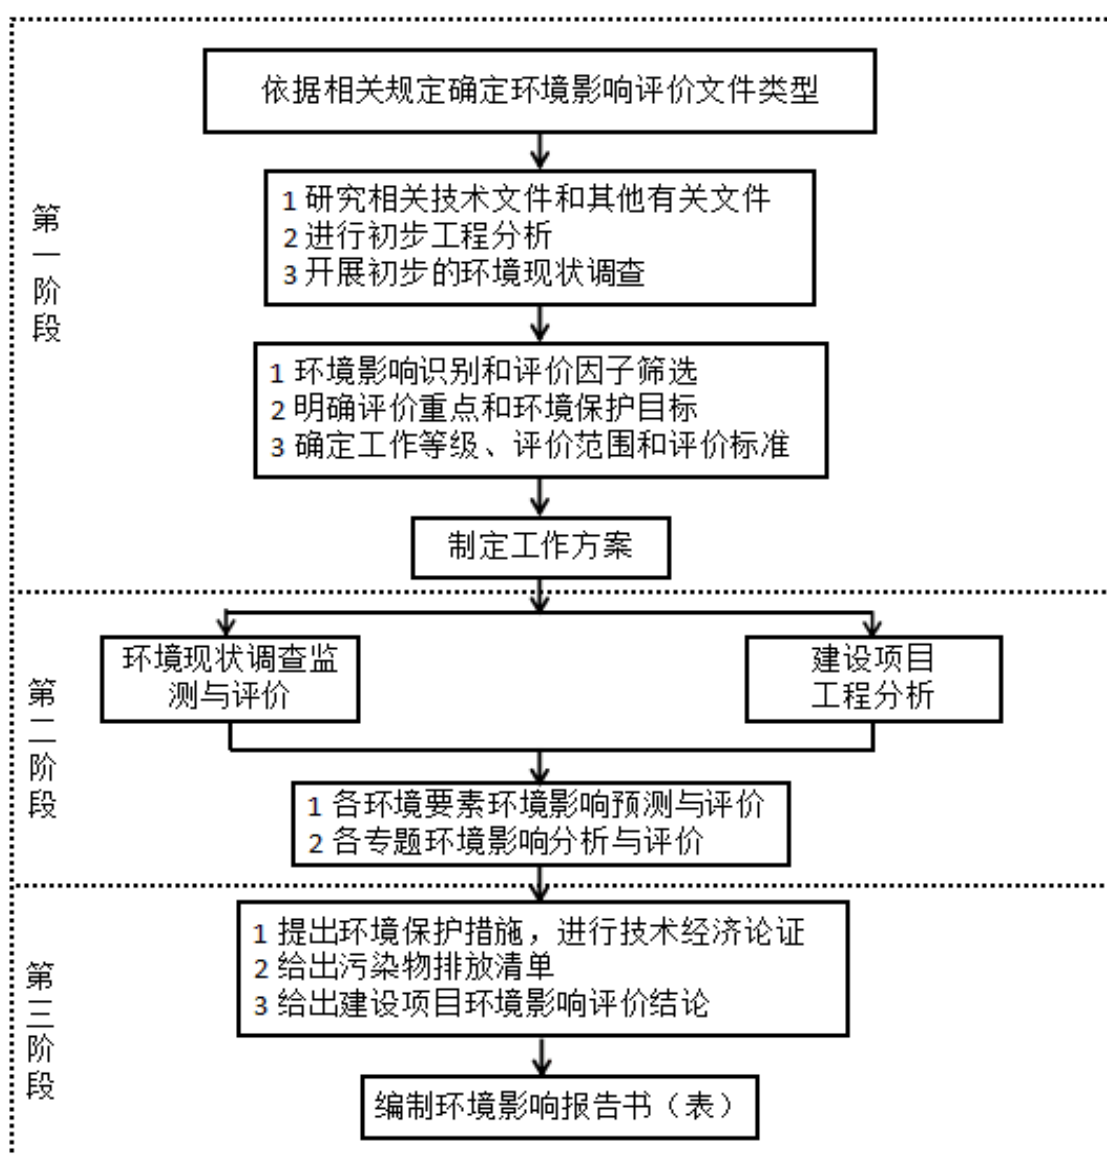 依据相关规定确定环境影响评价文件类型
第一阶段
1 研究相关技术文件和其他有关文件
2 进行初步工程分析
3 开展初步的环境现状调查
1 环境影响识别和评价因子筛选
2 明确评价重点和环境保护目标
3 确定工作等级、评价范围和评价标准
制定工作方案
第二阶段
环境现状调查监
测与评价
建设项目
工程分析
1 各环境要素环境影响预测与评价
2 各专题环境影响分析与评价
第三阶段
1 提出环境保护措施，进行技术经济论证
2 给出污染物排放清单
3 给出建设项目环境影响评价结论
编制环境影响报告书（表）